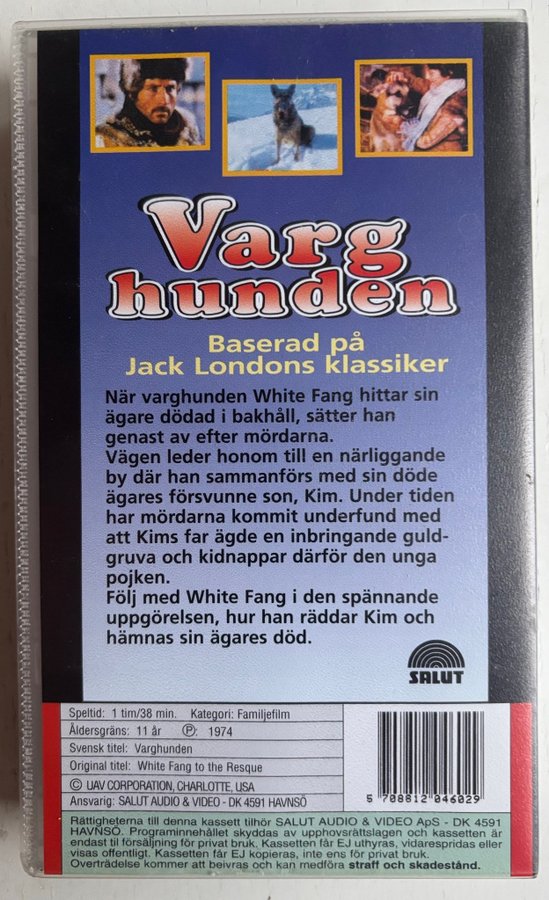 Varg
hunden
Baserad på
Jack Londons klassiker
När varghunden White Fang hittar sin
ägare dödad i bakhåll, sätter han
genast av efter mördarna.
Vägen leder honom till en närliggande
by där han sammanförs med sin döde
ägares försvunne son, Kim. Under tiden
har mördarna kommit underfund med
att Kims far ägde en inbringande guld-
gruva och kidnappar därför den unga
pojken.
Följ med White Fang i den spännande
uppgörelsen, hur han räddar Kim och
hämnas sin ägares död.
SALUT
Speltid: 1 tim/38 min. Kategori: Familjefilm
Åldersgräns: 11 år Ⓟ 1974
Svensk titel: Varghunden
Original titel: White Fang to the Resque
© UAV CORPORATION, CHARLOTTE, USA
Ansvarig: SALUT AUDIO & VIDEO - DK 4591 HAVNSÖ
5 708812 046029
Rättigheterna till denna kassett tilhör SALUT AUDIO & VIDEO ApS - DK 4591
HAVNSÖ. Programinnehållet skyddas av upphovsrättslagen och kassetten är
endast til försäljning för privat bruk. Kassetten får EJ uthyras, vidarespridas eller
visas offentligt. Kassetten får EJ kopieras, inte ens för privat bruk.
Overträdelse kommer att beivras och kan medföra straff och skadestånd.